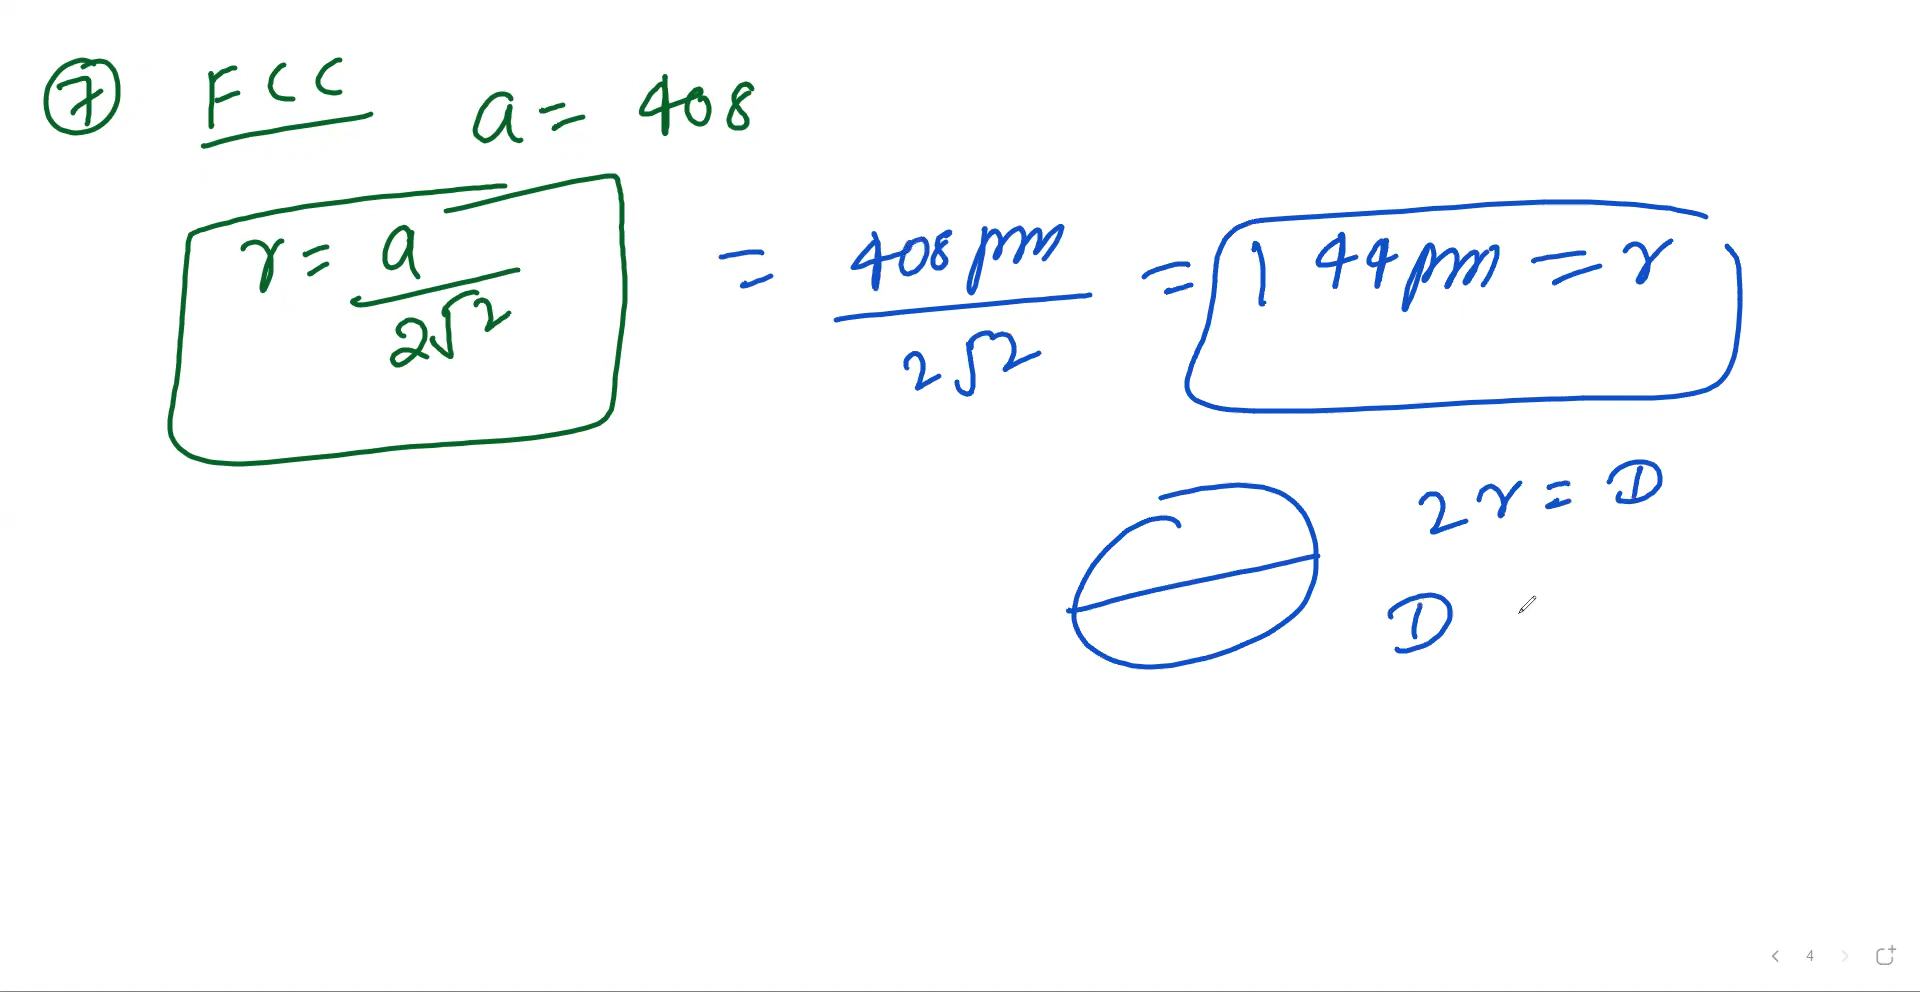 7 FCC a = 408
r = a / 2√2 = 408 pm / 2√2 = 144 pm = r
2r = D
D
4